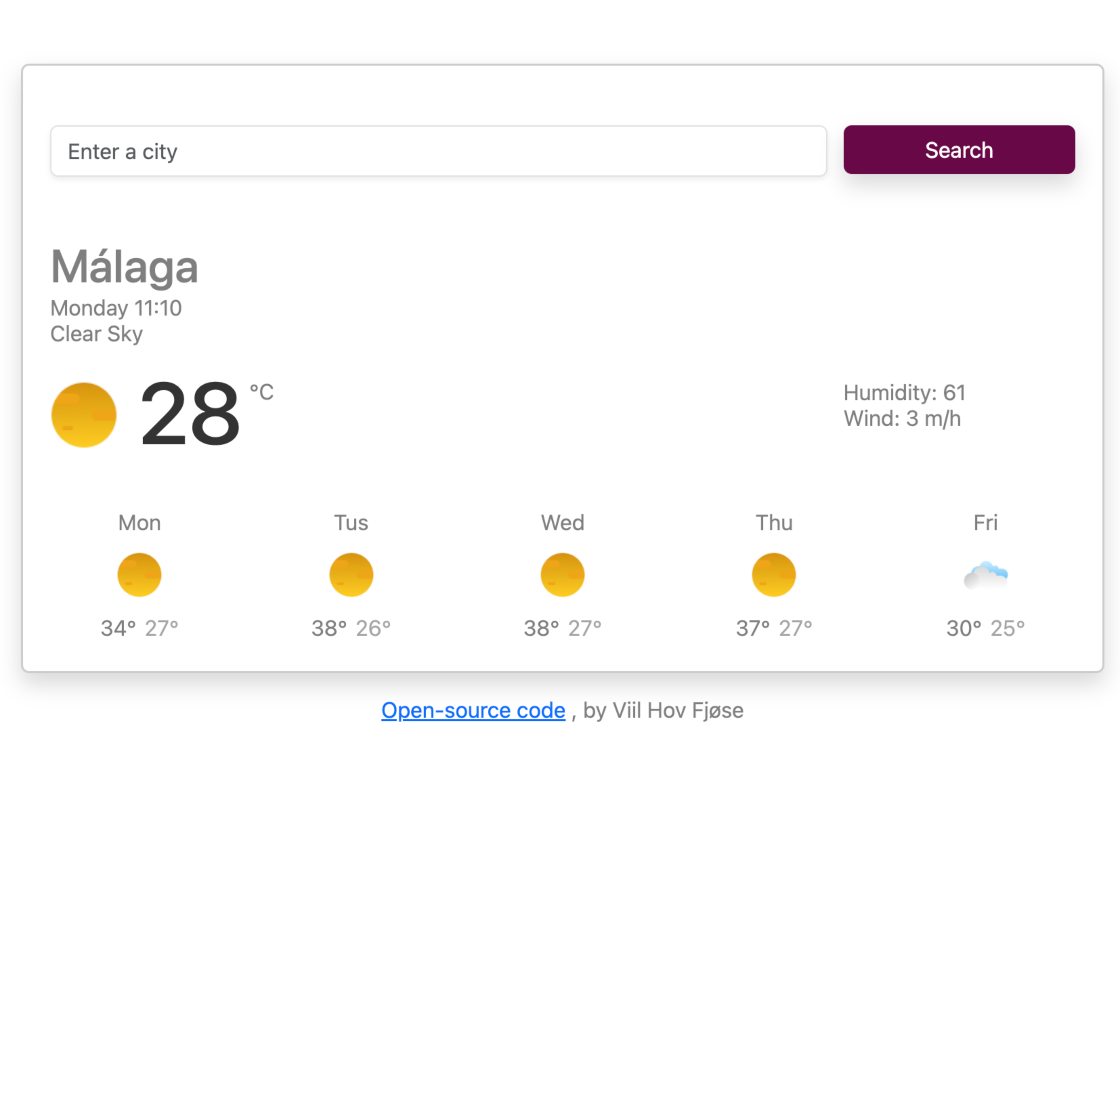 Enter a city Search
Málaga
Monday 11:10
Clear Sky
28 °C
Humidity: 61
Wind: 3 m/h
Mon Tus Wed Thu Fri
34° 27° 38° 26° 38° 27° 37° 27° 30° 25°
Open-source code , by Viil Hov Fjøse